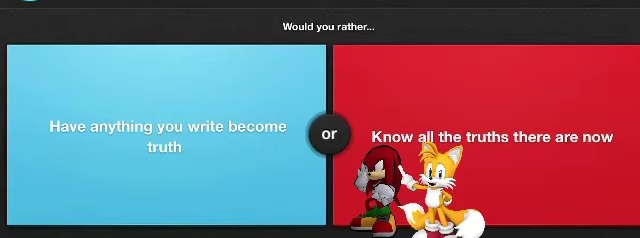 Would you rather...
Have anything you write become
truth
or
Know all the truths there are now